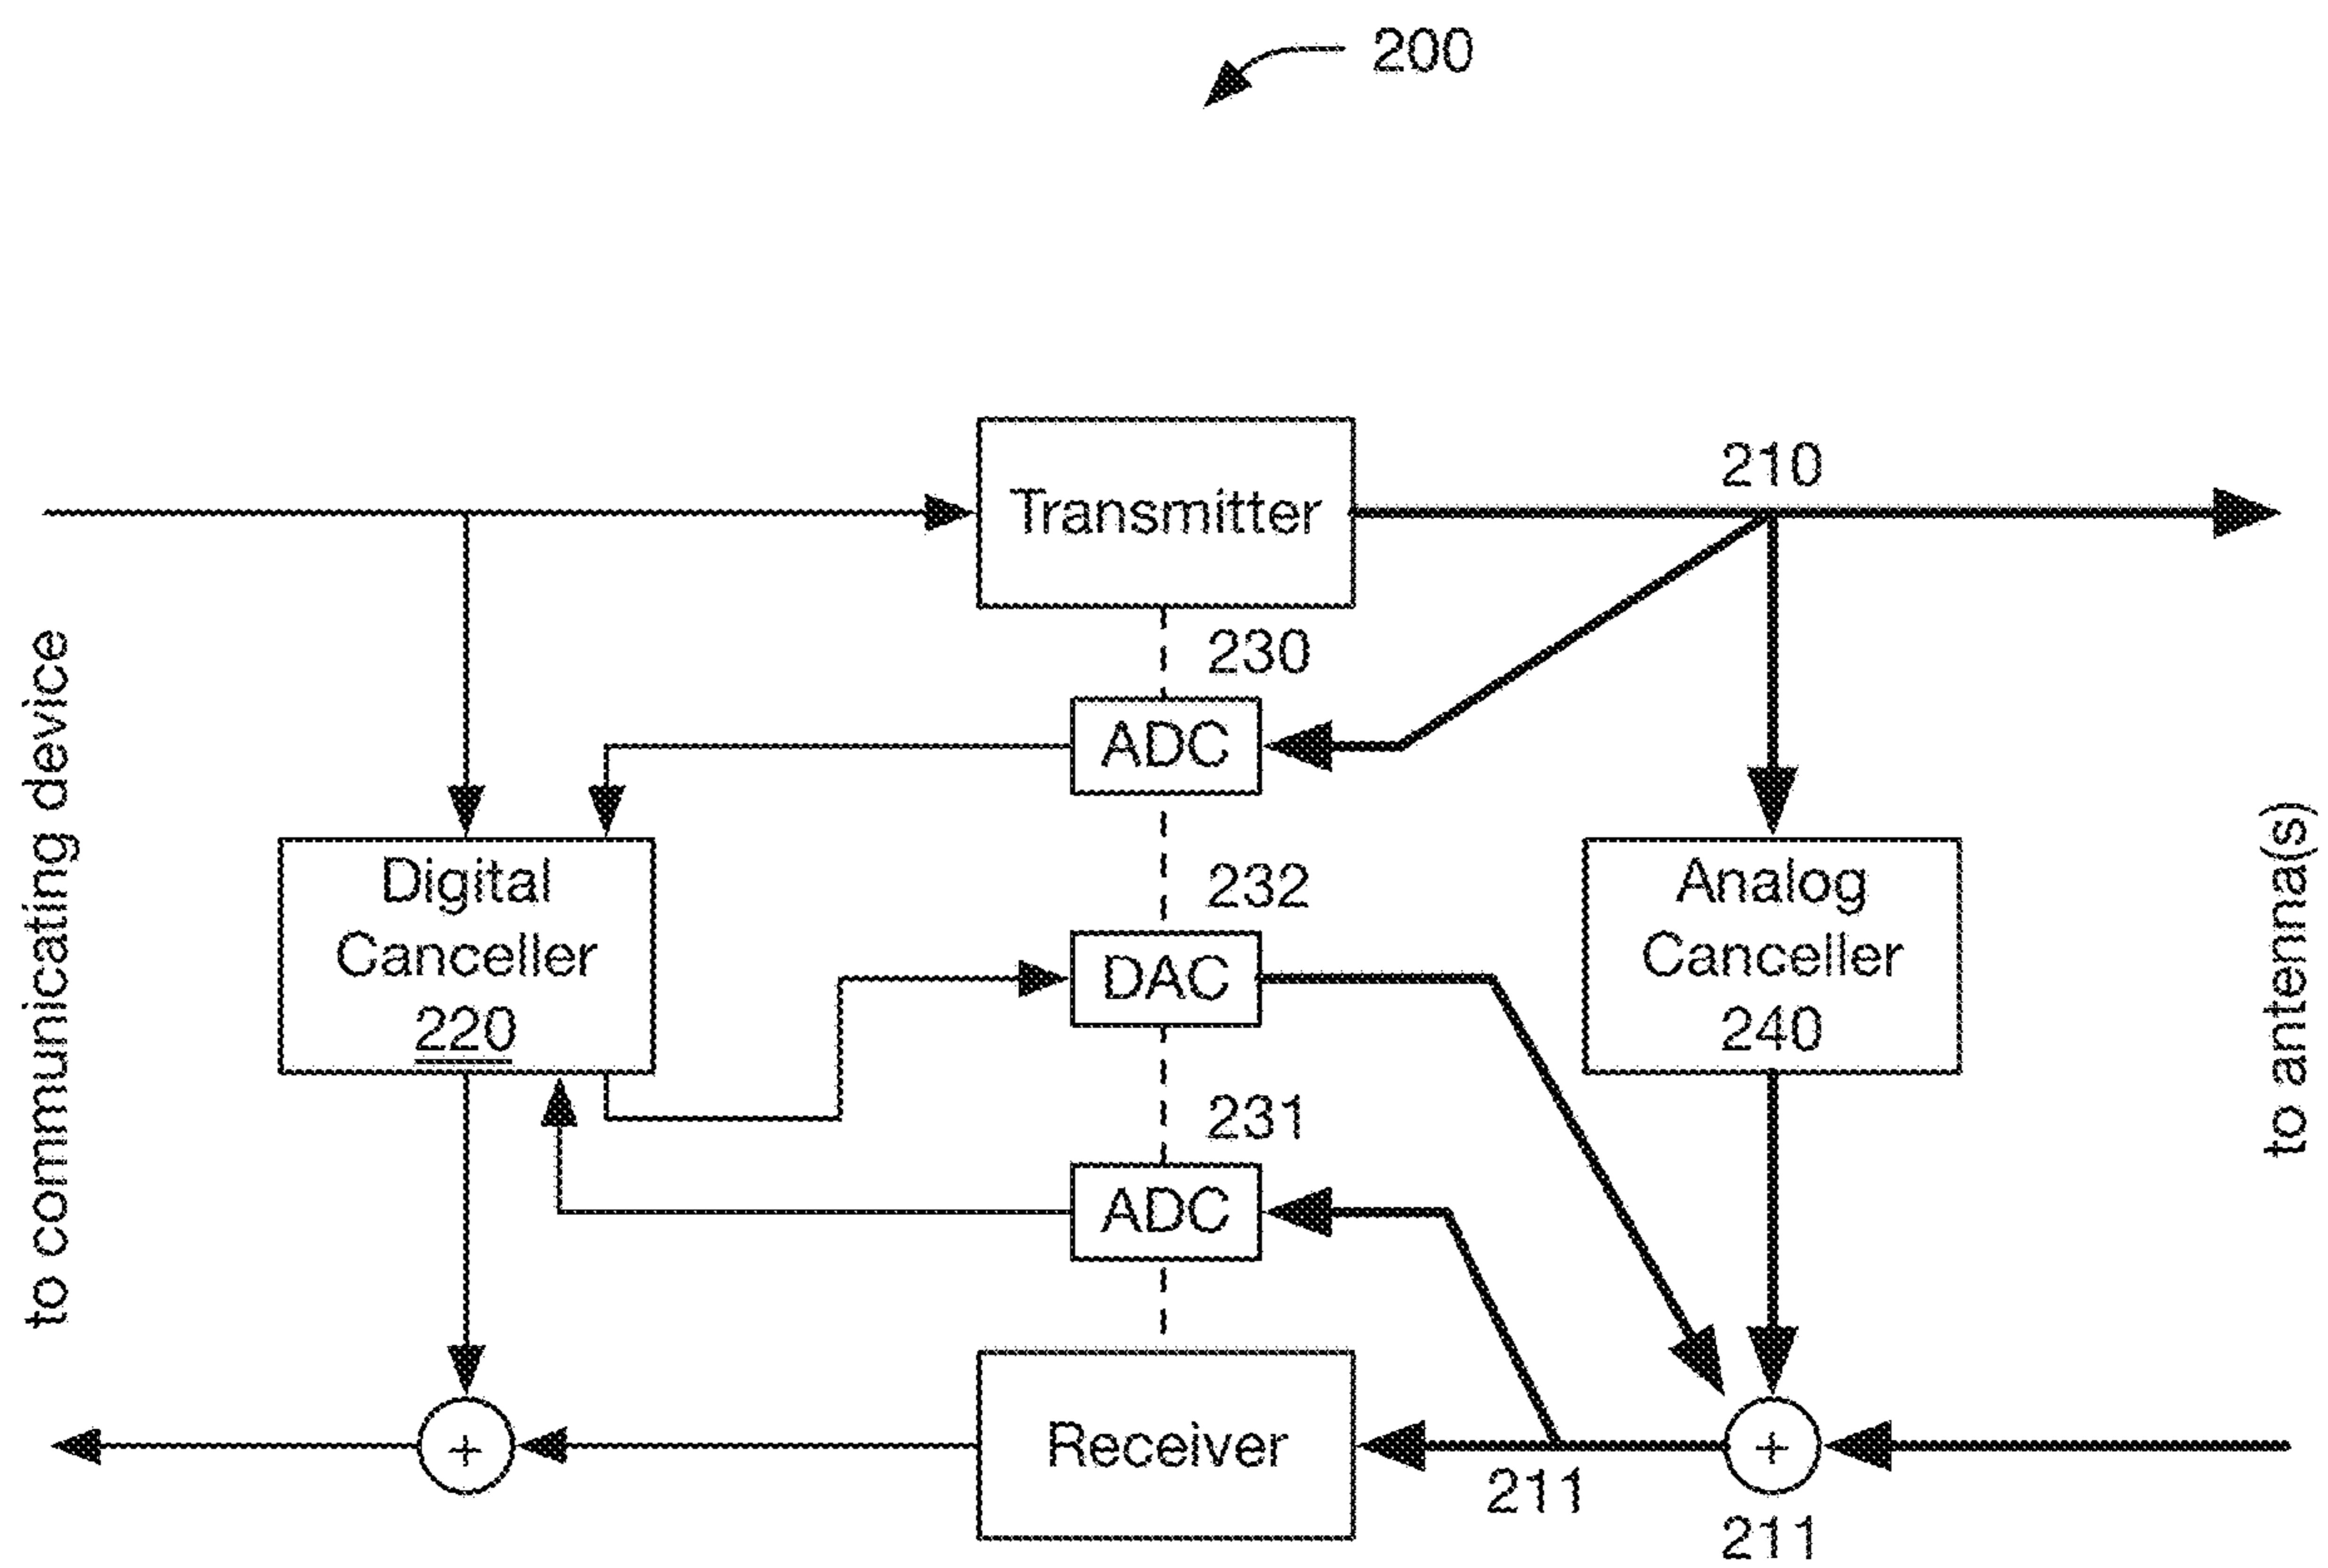 200
210
Transmitter
230
ADC
to communicating device
Digital
Canceller
220
232
DAC
Analog
Canceller
240
to antenna(s)
231
ADC
+
Receiver
211
+
211